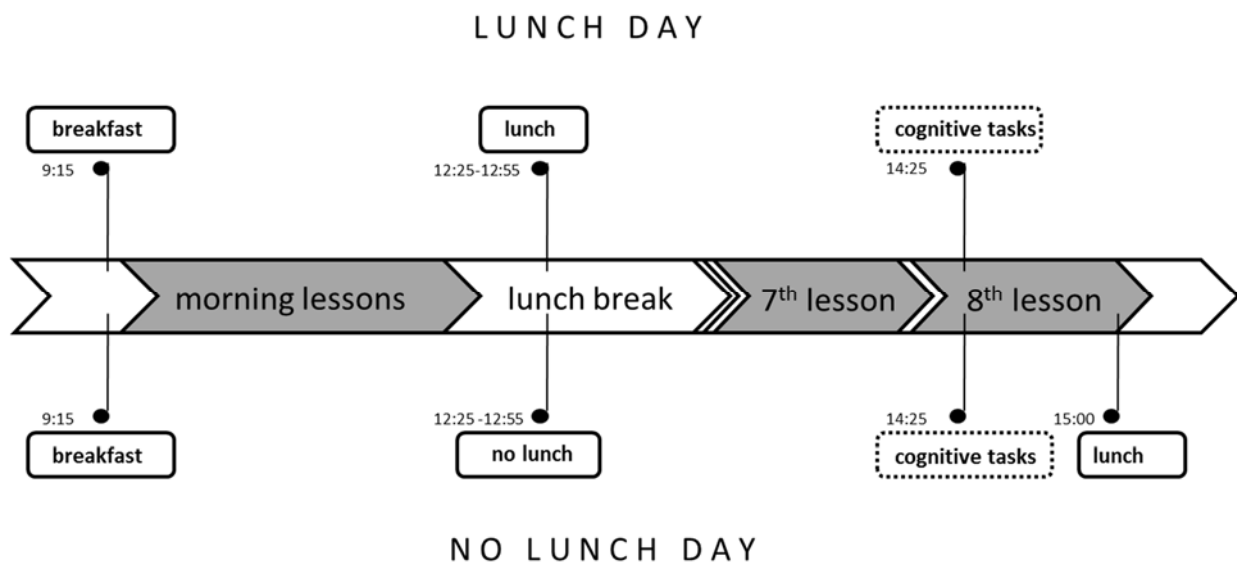 LUNCH DAY
breakfast
lunch
cognitive tasks
9:15
12:25-12:55
14:25
morning lessons
lunch break
7th lesson
8th lesson
9:15
12:25 -12:55
14:25
15:00
breakfast
no lunch
cognitive tasks
lunch
NO LUNCH DAY